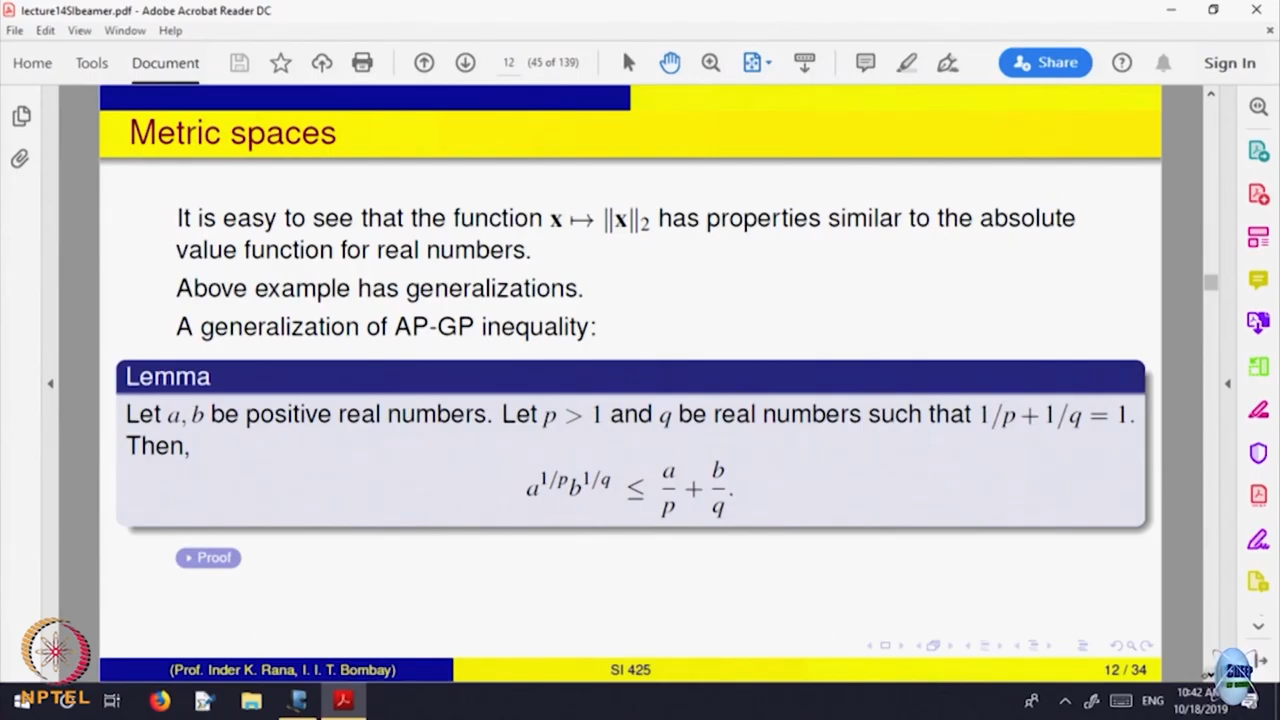 lecture14SIbeamer.pdf - Adobe Acrobat Reader DC
File Edit View Window Help
Home Tools Document 12 (45 of 139) Share Sign In
Metric spaces
It is easy to see that the function x ↦ ‖x‖₂ has properties similar to the absolute
value function for real numbers.
Above example has generalizations.
A generalization of AP-GP inequality:
Lemma
Let a, b be positive real numbers. Let p > 1 and q be real numbers such that 1/p + 1/q = 1.
Then,
a^{1/p}b^{1/q} ≤ a/p + b/q.
Proof
(Prof. Inder K. Rana, I. I. T. Bombay) SI 425 12 / 34
NPTEL
ENG
10:42
10/18/2019